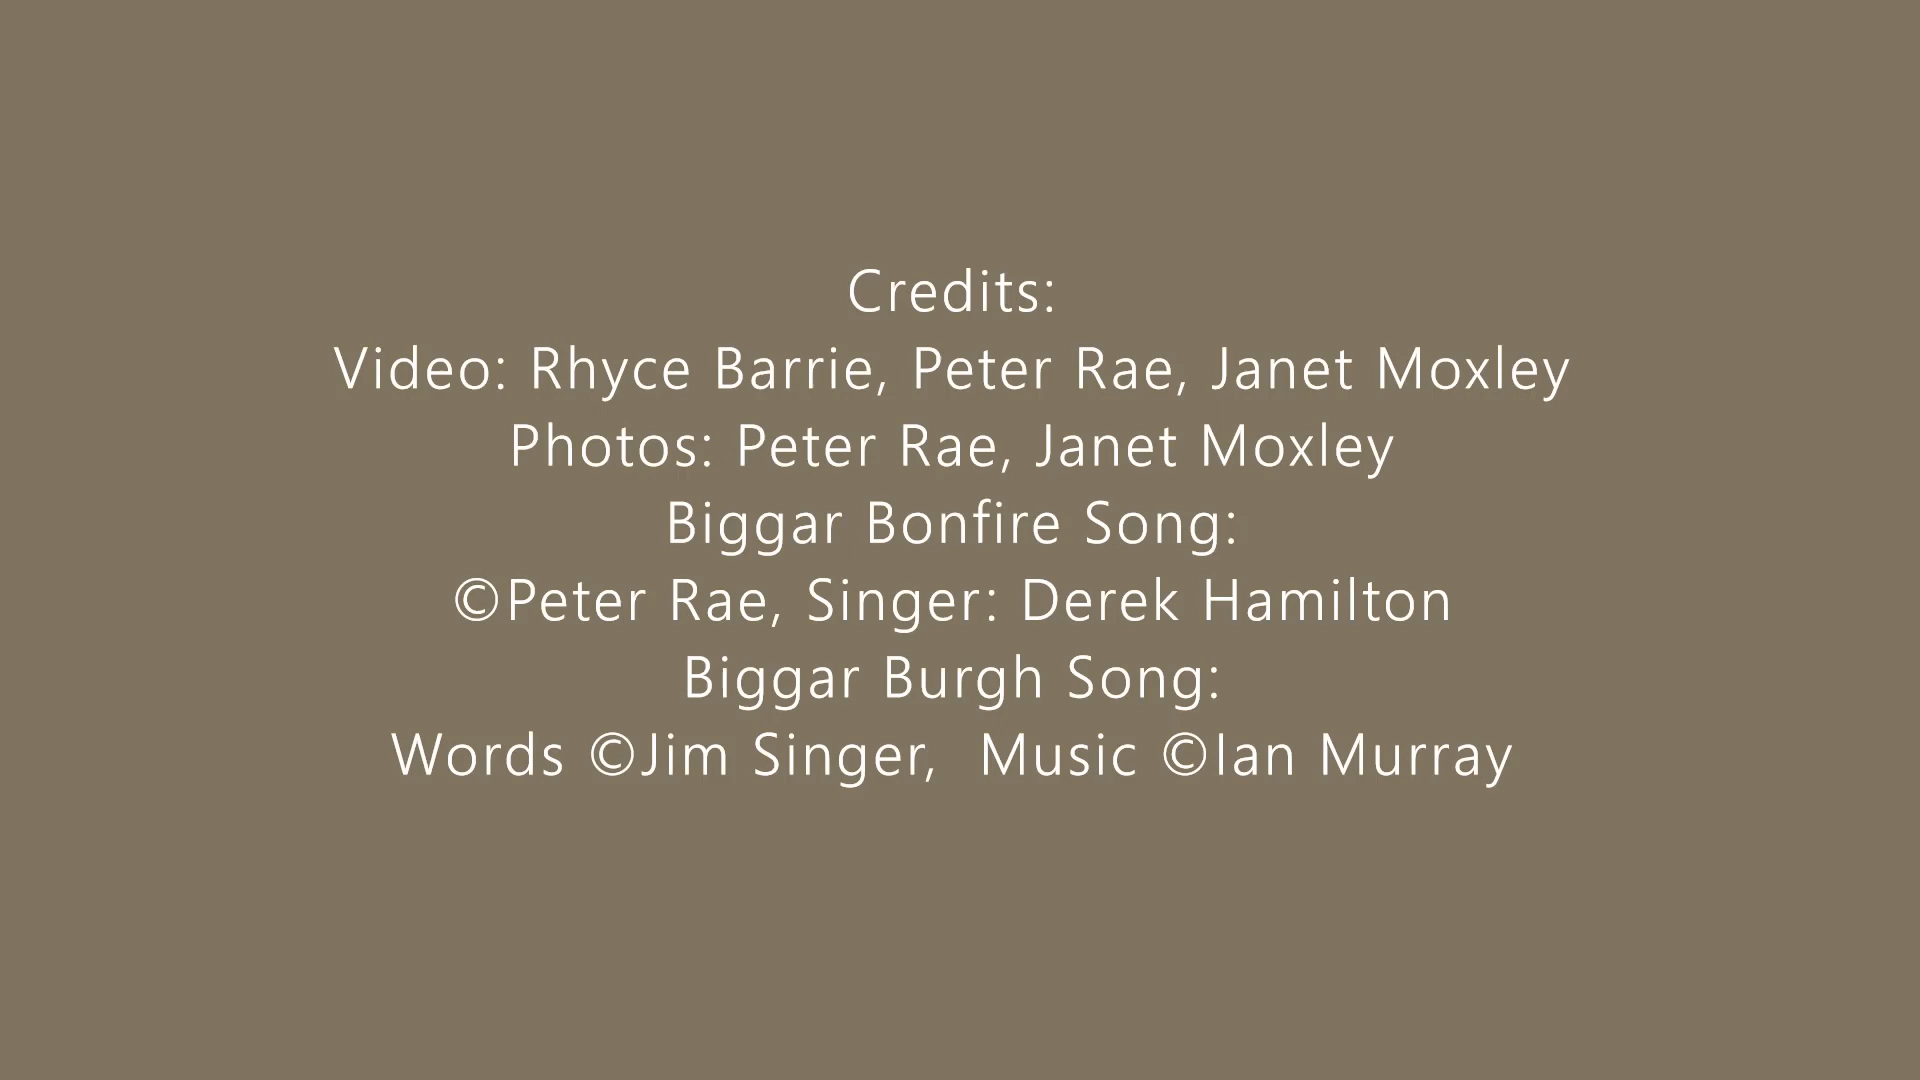 Credits:
Video: Rhyce Barrie, Peter Rae, Janet Moxley
Photos: Peter Rae, Janet Moxley
Biggar Bonfire Song:
©Peter Rae, Singer: Derek Hamilton
Biggar Burgh Song:
Words ©Jim Singer,  Music ©Ian Murray